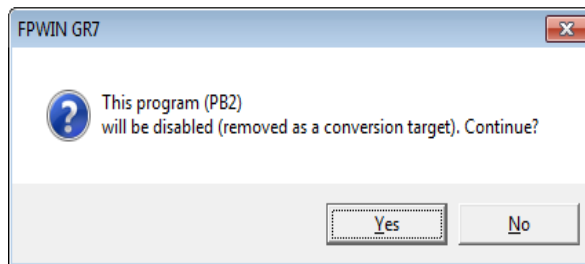 FPWIN GR7
This program (PB2)
will be disabled (removed as a conversion target). Continue?
Yes
No